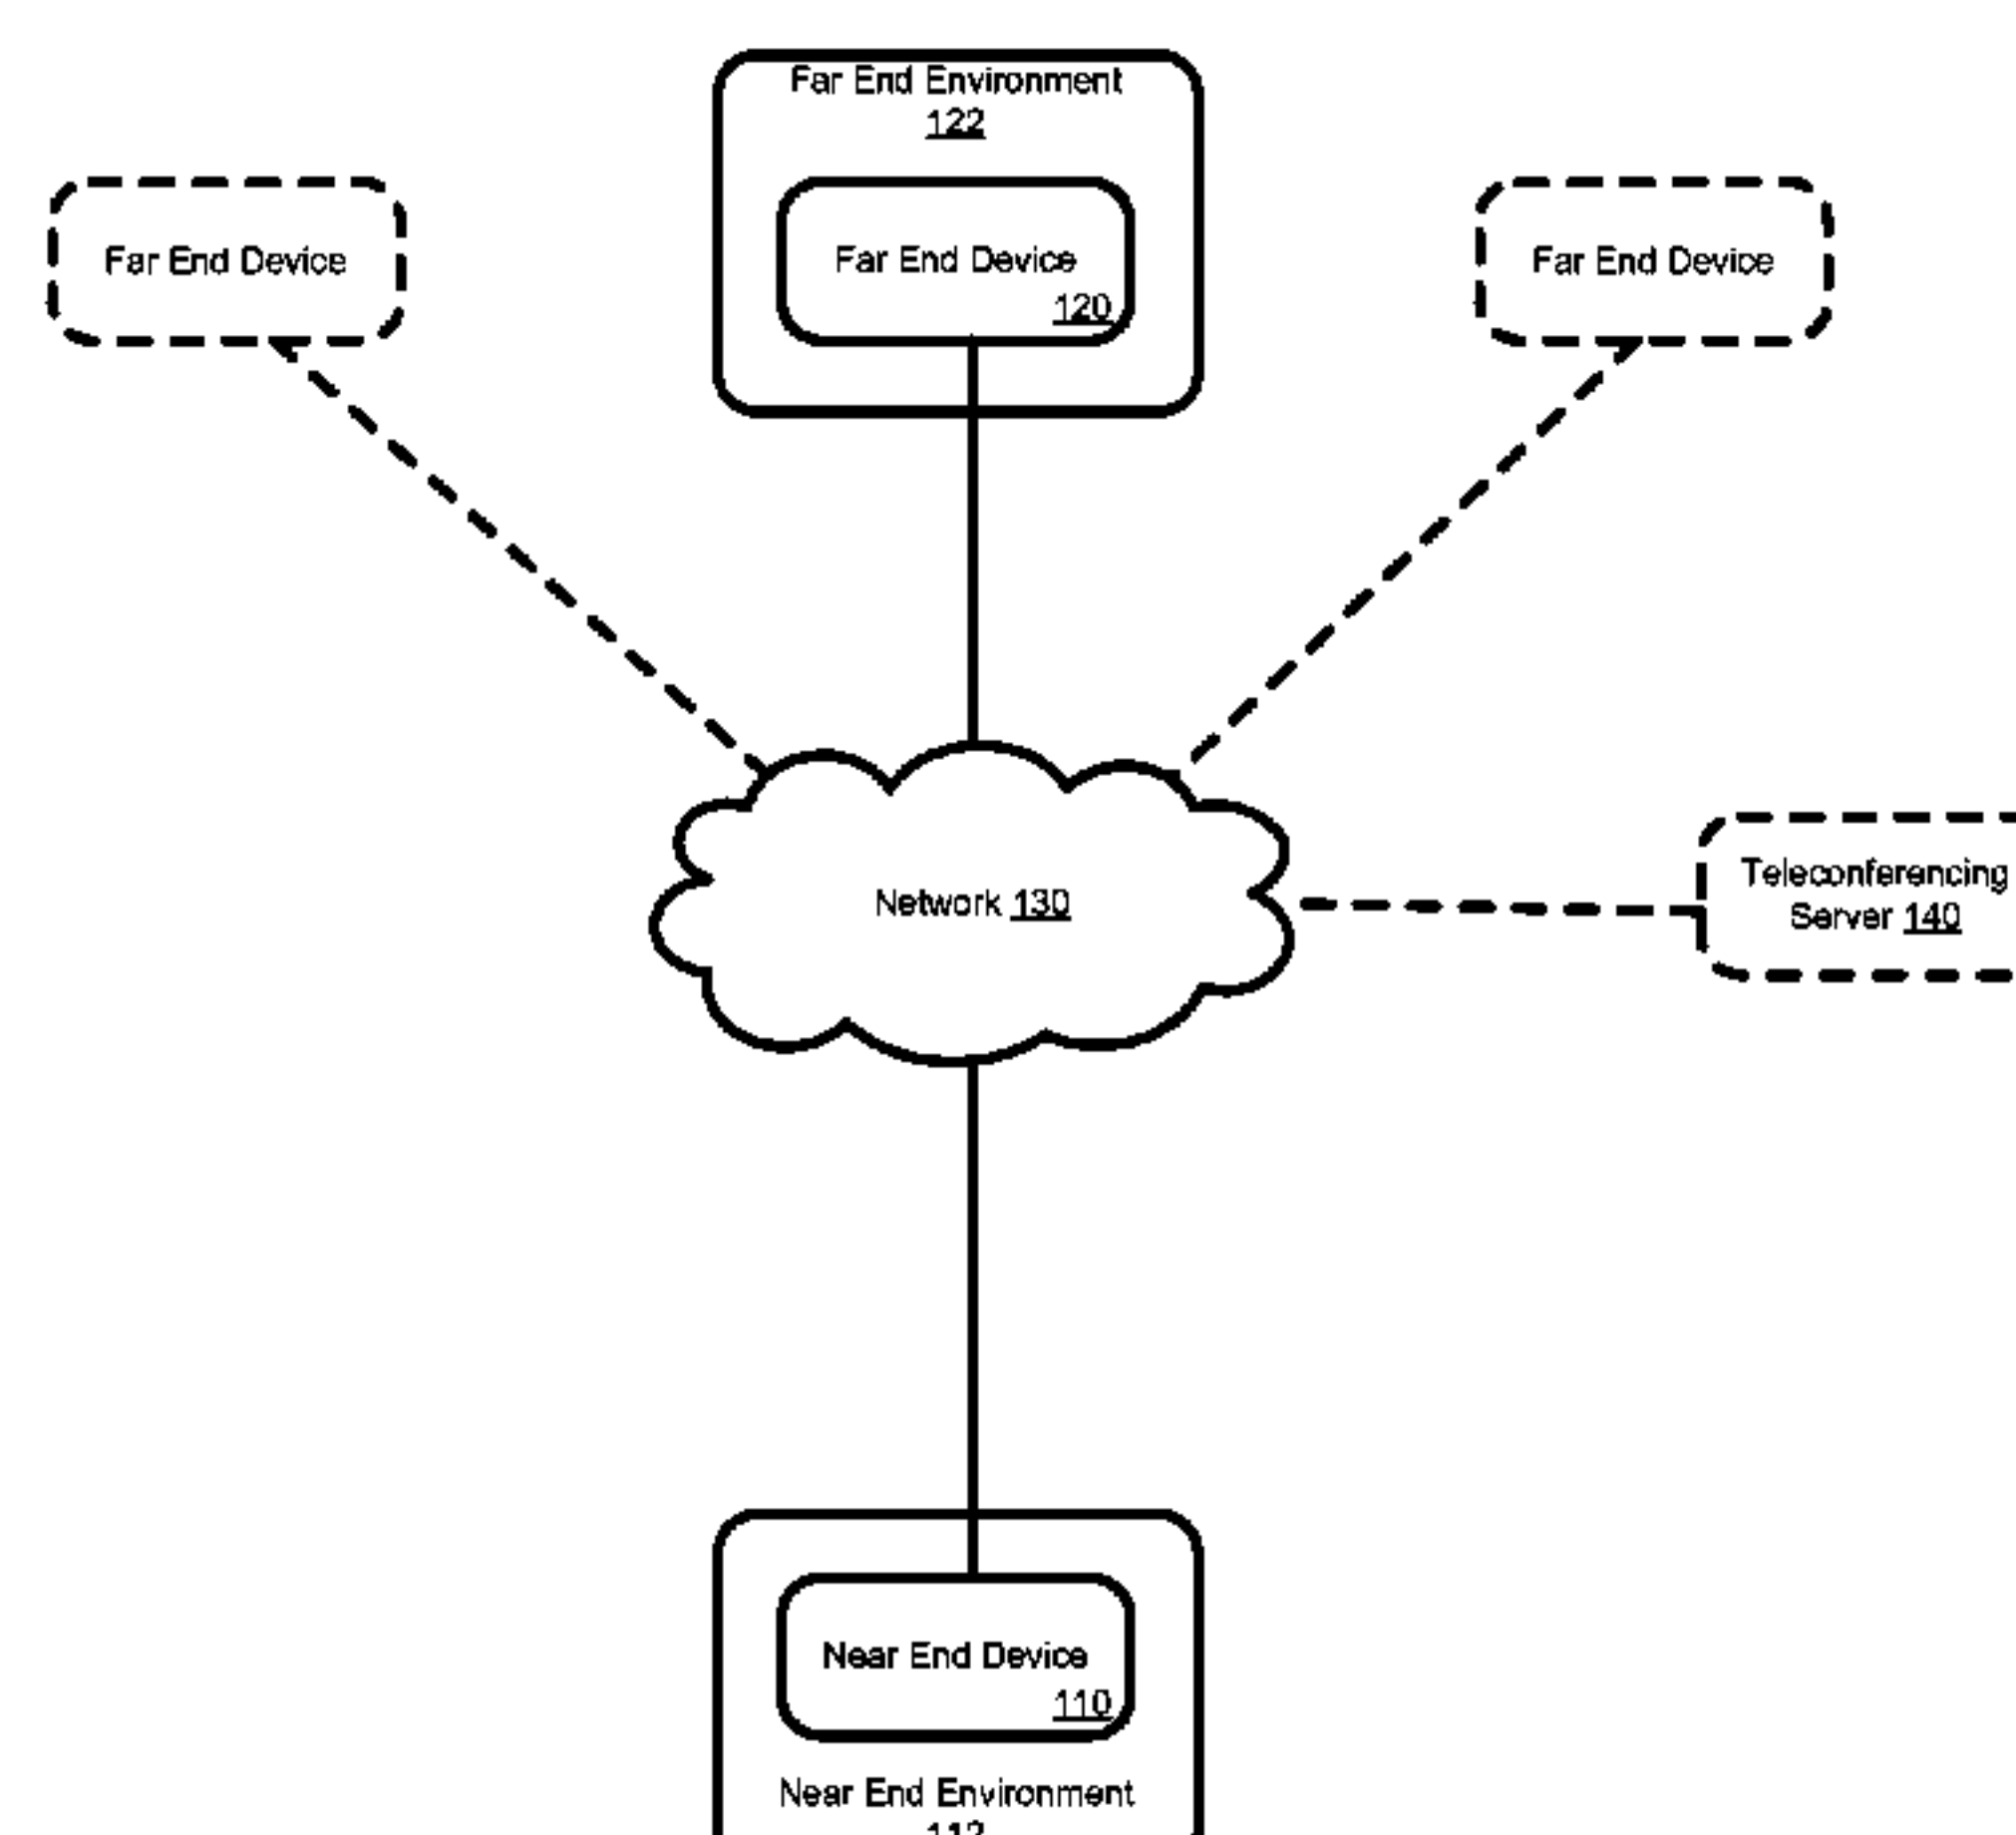 Far End Environment
122
Far End Device
Far End Device
120
Far End Device
Network 130
Teleconferencing
Server 140
Near End Device
110
Near End Environment